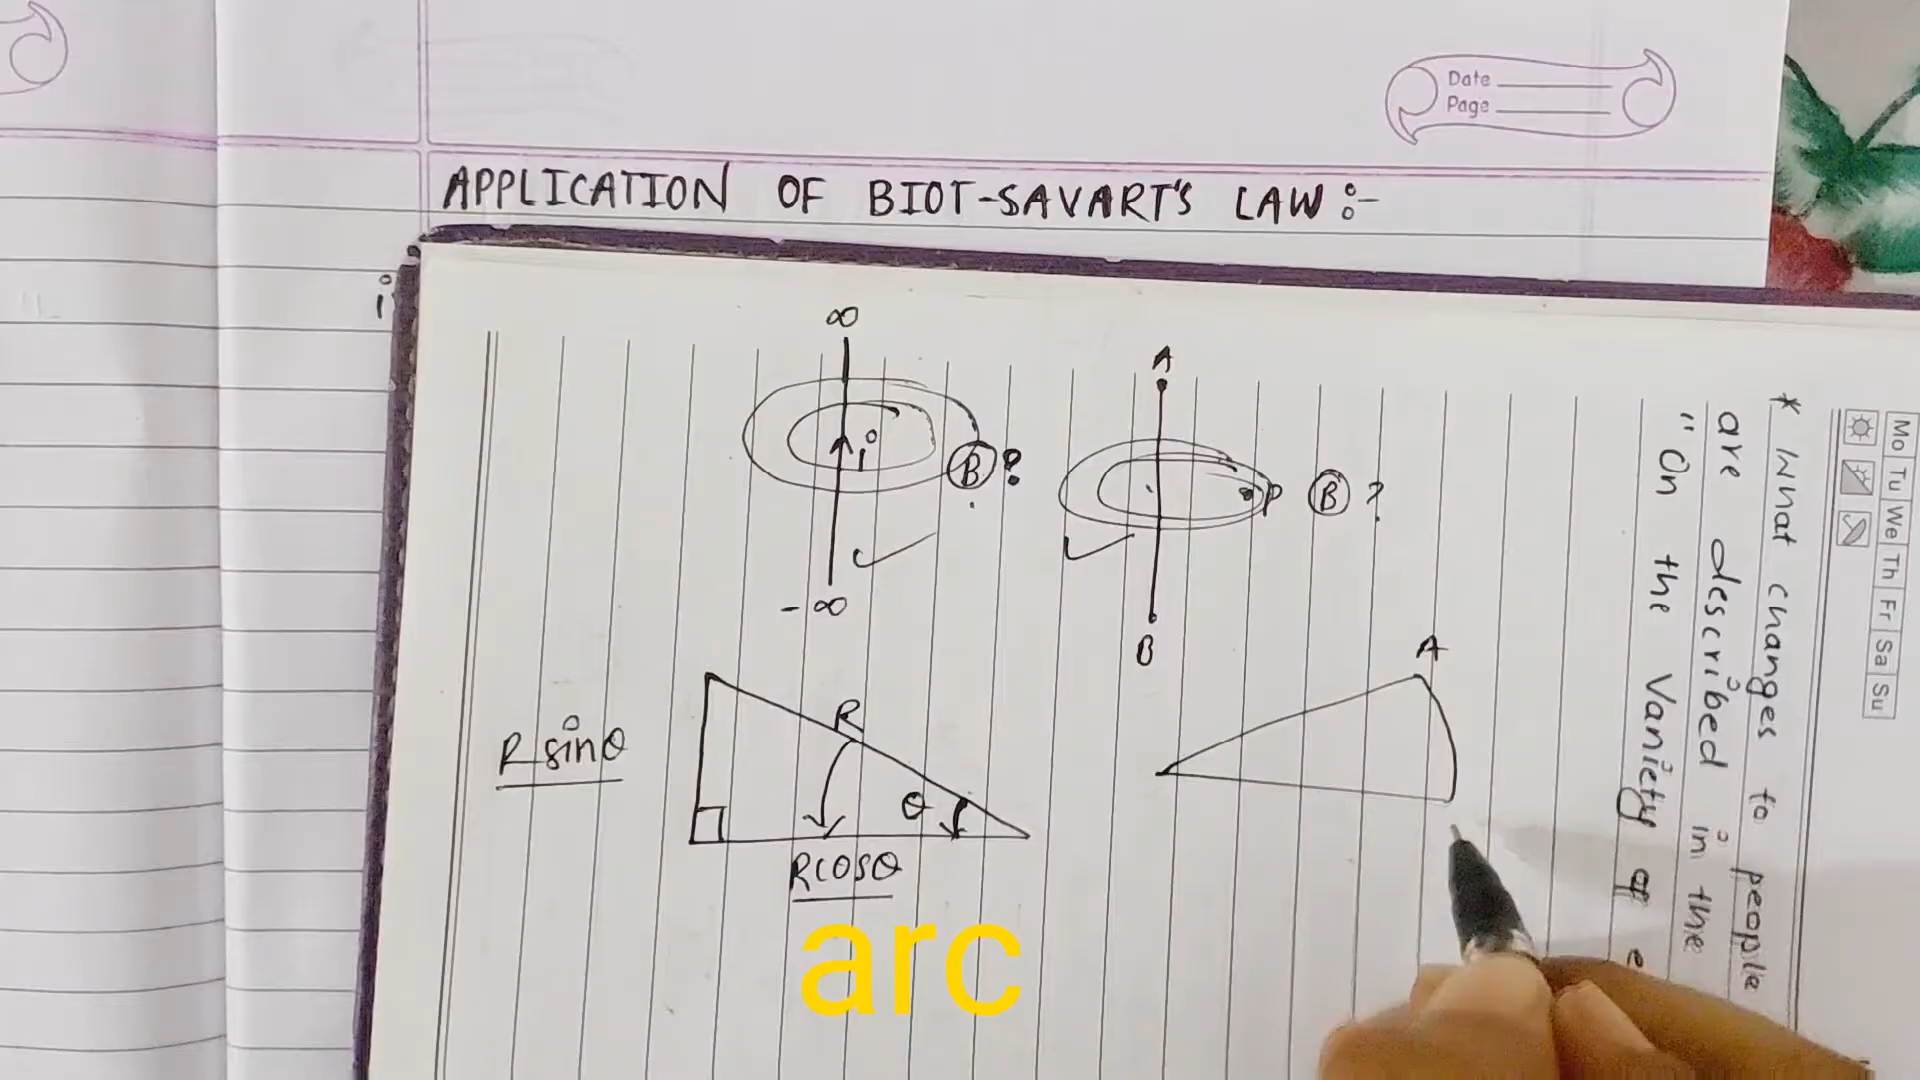 Date
Page
APPLICATION OF BIOT-SAVART'S LAW :-
i
∞
A
i
B ?
P B ?
-∞
B
A
R
R sinθ
θ
Rcosθ
arc
* What changes to people
are described in the
"On the Vaniety of
Mo Tu We Th Fr Sa Su